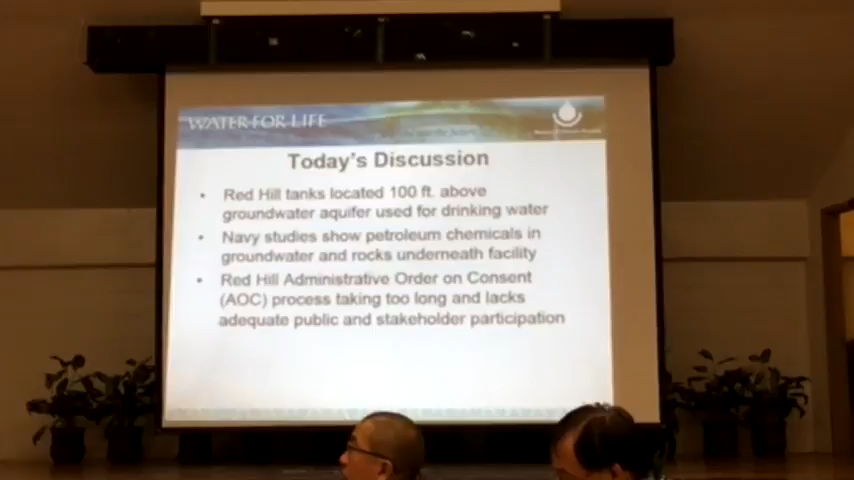 WATER FOR LIFE
Today's Discussion
• Red Hill tanks located 100 ft. above
groundwater aquifer used for drinking water
• Navy studies show petroleum chemicals in
groundwater and rocks underneath facility
• Red Hill Administrative Order on Consent
(AOC) process taking too long and lacks
adequate public and stakeholder participation